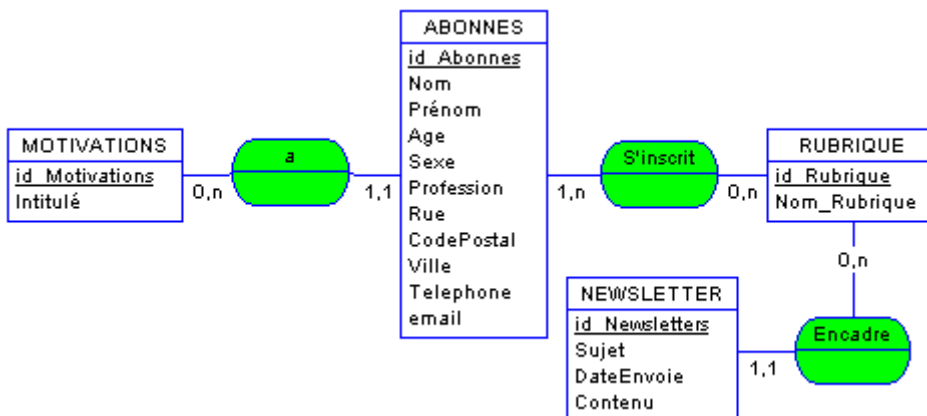 MOTIVATIONS
id_Motivations
Intitulé
0,n
a
1,1
ABONNES
id_Abonnes
Nom
Prénom
Age
Sexe
Profession
Rue
CodePostal
Ville
Telephone
email
1,n
S'inscrit
0,n
RUBRIQUE
id_Rubrique
Nom_Rubrique
0,n
Encadre
1,1
NEWSLETTER
id_Newsletters
Sujet
DateEnvoie
Contenu